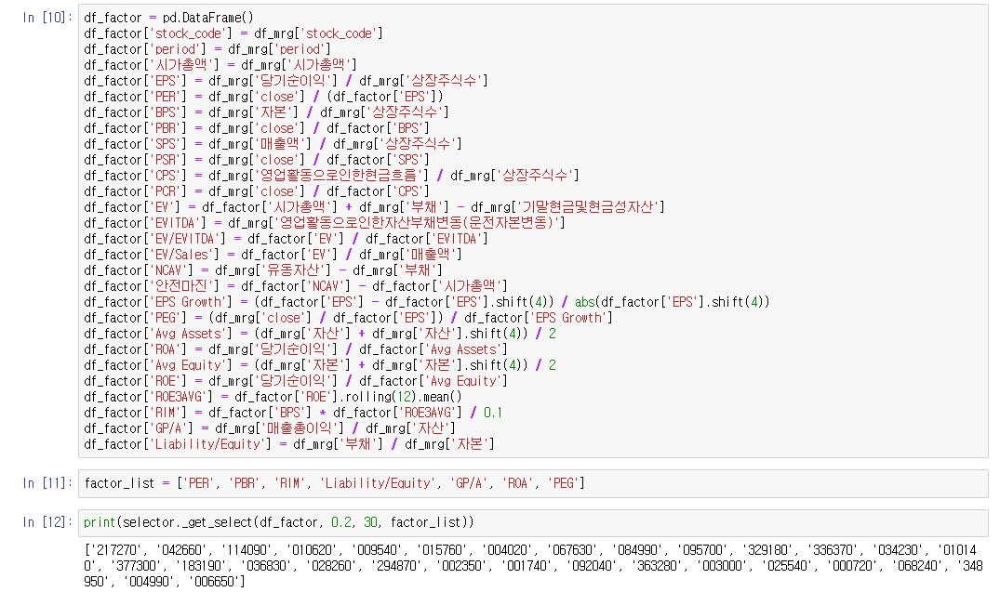 In [10]: df_factor = pd.DataFrame()
df_factor['stock_code'] = df_mrg['stock_code']
df_factor['period'] = df_mrg['period']
df_factor['시가총액'] = df_mrg['시가총액']
df_factor['EPS'] = df_mrg['당기순이익'] / df_mrg['상장주식수']
df_factor['PER'] = df_mrg['close'] / (df_factor['EPS'])
df_factor['BPS'] = df_mrg['자본'] / df_mrg['상장주식수']
df_factor['PBR'] = df_mrg['close'] / df_factor['BPS']
df_factor['SPS'] = df_mrg['매출액'] / df_mrg['상장주식수']
df_factor['PSR'] = df_mrg['close'] / df_factor['SPS']
df_factor['CPS'] = df_mrg['영업활동으로인한현금흐름'] / df_mrg['상장주식수']
df_factor['PCR'] = df_mrg['close'] / df_factor['CPS']
df_factor['EV'] = df_factor['시가총액'] + df_mrg['부채'] - df_mrg['기말현금및현금성자산']
df_factor['EVITDA'] = df_mrg['영업활동으로인한자산부채변동(운전자본변동)']
df_factor['EV/EVITDA'] = df_factor['EV'] / df_factor['EVITDA']
df_factor['EV/Sales'] = df_factor['EV'] / df_mrg['매출액']
df_factor['NCAV'] = df_mrg['유동자산'] - df_mrg['부채']
df_factor['안전마진'] = df_factor['NCAV'] - df_factor['시가총액']
df_factor['EPS Growth'] = (df_factor['EPS'] - df_factor['EPS'].shift(4)) / abs(df_factor['EPS'].shift(4))
df_factor['PEG'] = (df_mrg['close'] / df_factor['EPS']) / df_factor['EPS Growth']
df_factor['Avg Assets'] = (df_mrg['자산'] + df_mrg['자산'].shift(4)) / 2
df_factor['ROA'] = df_mrg['당기순이익'] / df_factor['Avg Assets']
df_factor['Avg Equity'] = (df_mrg['자본'] + df_mrg['자본'].shift(4)) / 2
df_factor['ROE'] = df_mrg['당기순이익'] / df_factor['Avg Equity']
df_factor['ROE3AVG'] = df_factor['ROE'].rolling(12).mean()
df_factor['RIM'] = df_factor['BPS'] * df_factor['ROE3AVG'] / 0.1
df_factor['GP/A'] = df_mrg['매출총이익'] / df_mrg['자산']
df_factor['Liability/Equity'] = df_mrg['부채'] / df_mrg['자본']
In [11]: factor_list = ['PER', 'PBR', 'RIM', 'Liability/Equity', 'GP/A', 'ROA', 'PEG']
In [12]: print(selector._get_select(df_factor, 0.2, 30, factor_list))
['217270', '042660', '114090', '010620', '009540', '015760', '004020', '067630', '084990', '095700', '329180', '336370', '034230', '01014
0', '377300', '183190', '036830', '028260', '294870', '002350', '001740', '092040', '363280', '003000', '025540', '000720', '068240', '348
950', '004990', '006650']